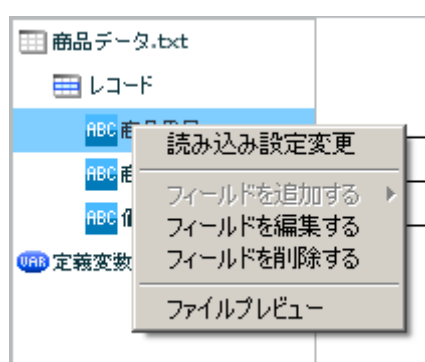 商品データ.txt
レコード
ABC
読み込み設定変更
ABC
フィールドを追加する
ABC
フィールドを編集する
VAR 定義変数
フィールドを削除する
ファイルプレビュー